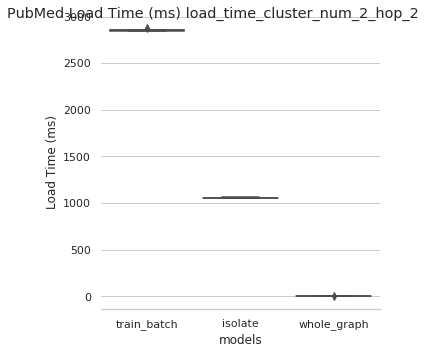 PubMed Load Time (ms) load_time_cluster_num_2_hop_2
3000
2500
2000
1500
1000
500
0
Load Time (ms)
train_batch isolate whole_graph
models